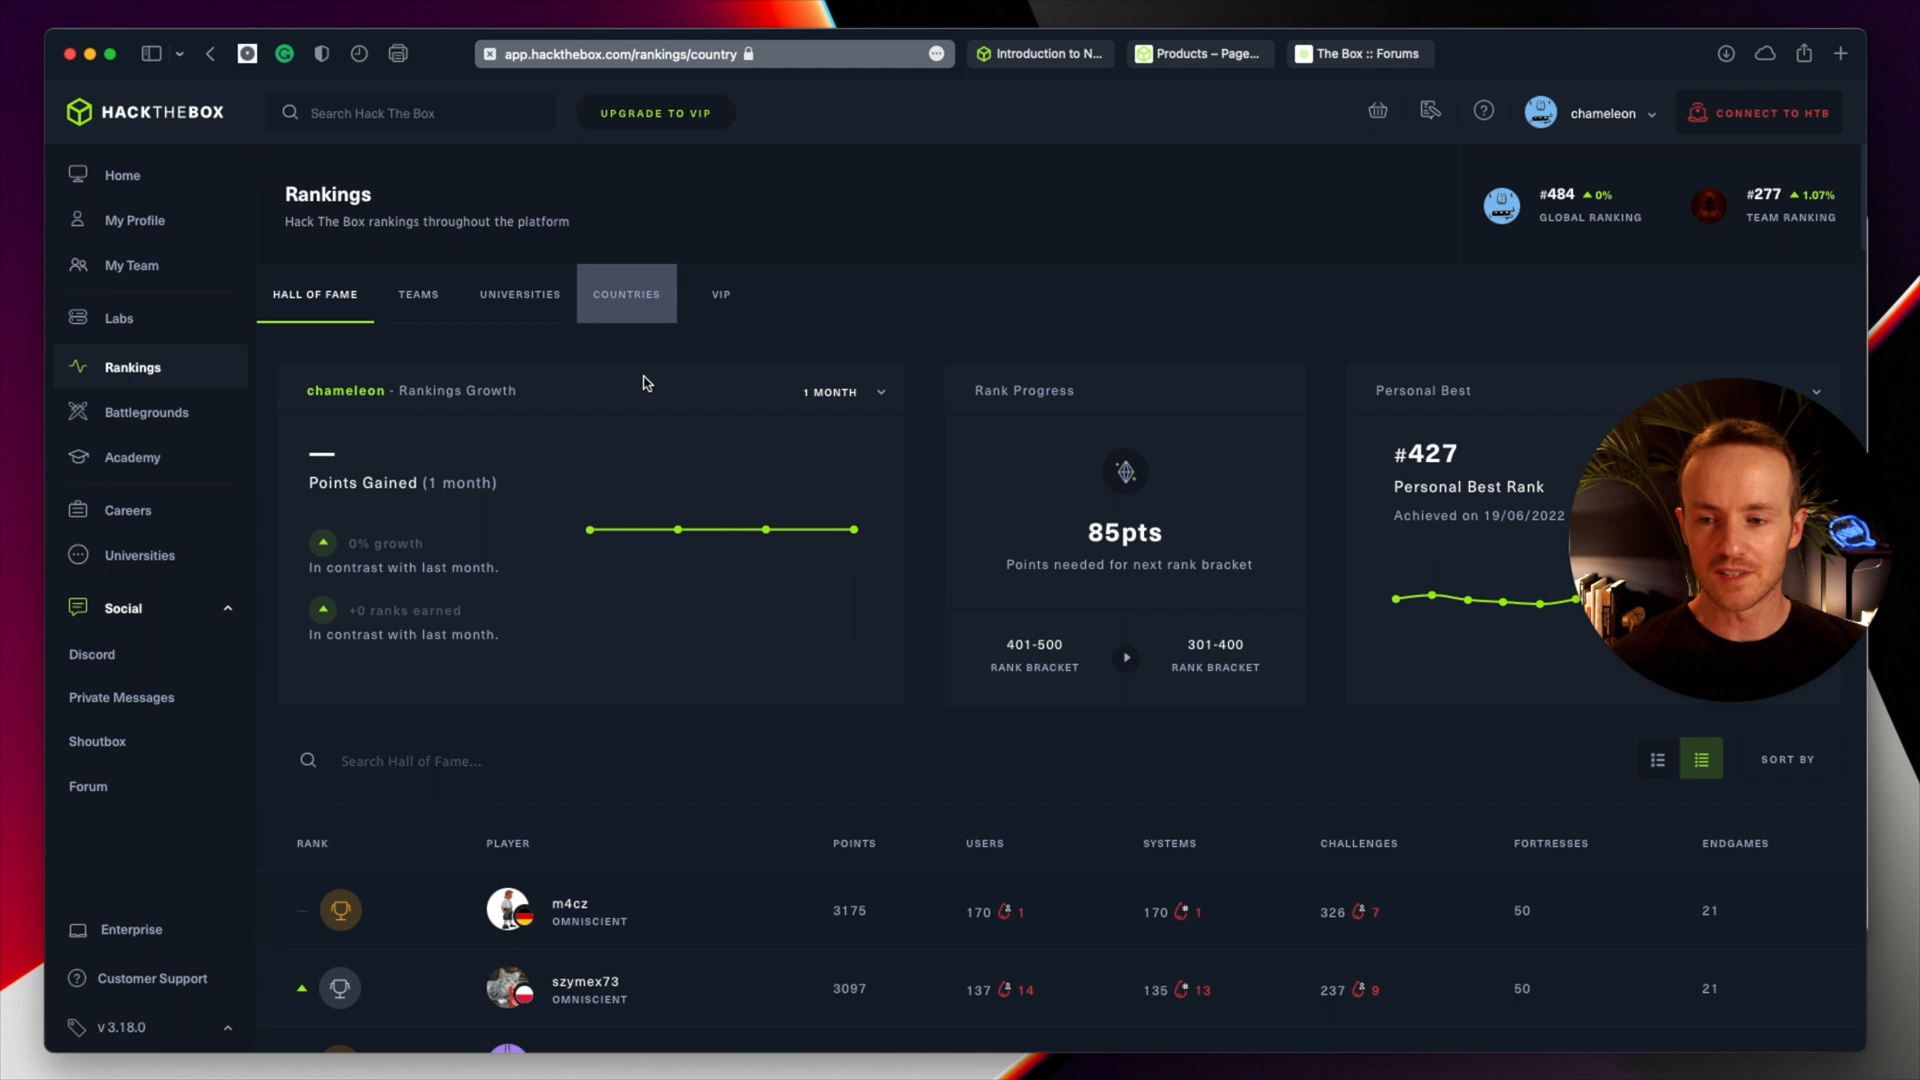 app.hackthebox.com/rankings/country
Introduction to N...
Products – Page...
The Box :: Forums
HACKTHEBOX
Search Hack The Box
UPGRADE TO VIP
chameleon
CONNECT TO HTB
Home
My Profile
My Team
Labs
Rankings
Battlegrounds
Academy
Careers
Universities
Social
Discord
Private Messages
Shoutbox
Forum
Enterprise
Customer Support
v 3.18.0
Rankings
Hack The Box rankings throughout the platform
#484 0%
GLOBAL RANKING
#277 1.07%
TEAM RANKING
HALL OF FAME
TEAMS
UNIVERSITIES
COUNTRIES
VIP
chameleon - Rankings Growth
1 MONTH
Points Gained (1 month)
0% growth
In contrast with last month.
+0 ranks earned
In contrast with last month.
Rank Progress
85pts
Points needed for next rank bracket
401-500
RANK BRACKET
301-400
RANK BRACKET
Personal Best
#427
Personal Best Rank
Achieved on 19/06/2022
Search Hall of Fame...
SORT BY
RANK PLAYER POINTS USERS SYSTEMS CHALLENGES FORTRESSES ENDGAMES
m4cz
OMNISCIENT
3175 170 1 170 1 326 7 50 21
szymex73
OMNISCIENT
3097 137 14 135 13 237 9 50 21